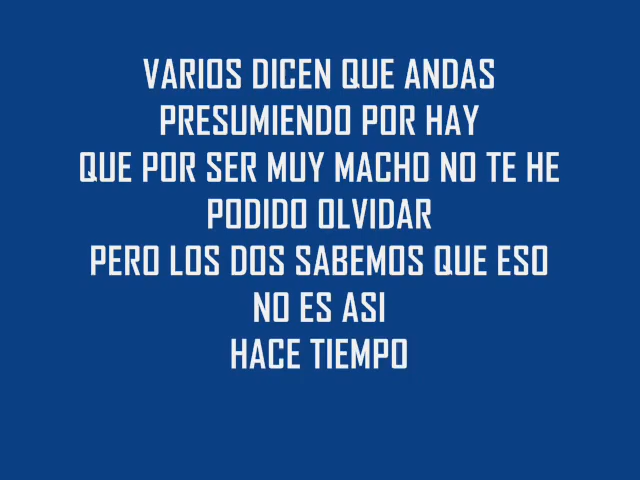 VARIOS DICEN QUE ANDAS
PRESUMIENDO POR HAY
QUE POR SER MUY MACHO NO TE HE
PODIDO OLVIDAR
PERO LOS DOS SABEMOS QUE ESO
NO ES ASI
HACE TIEMPO